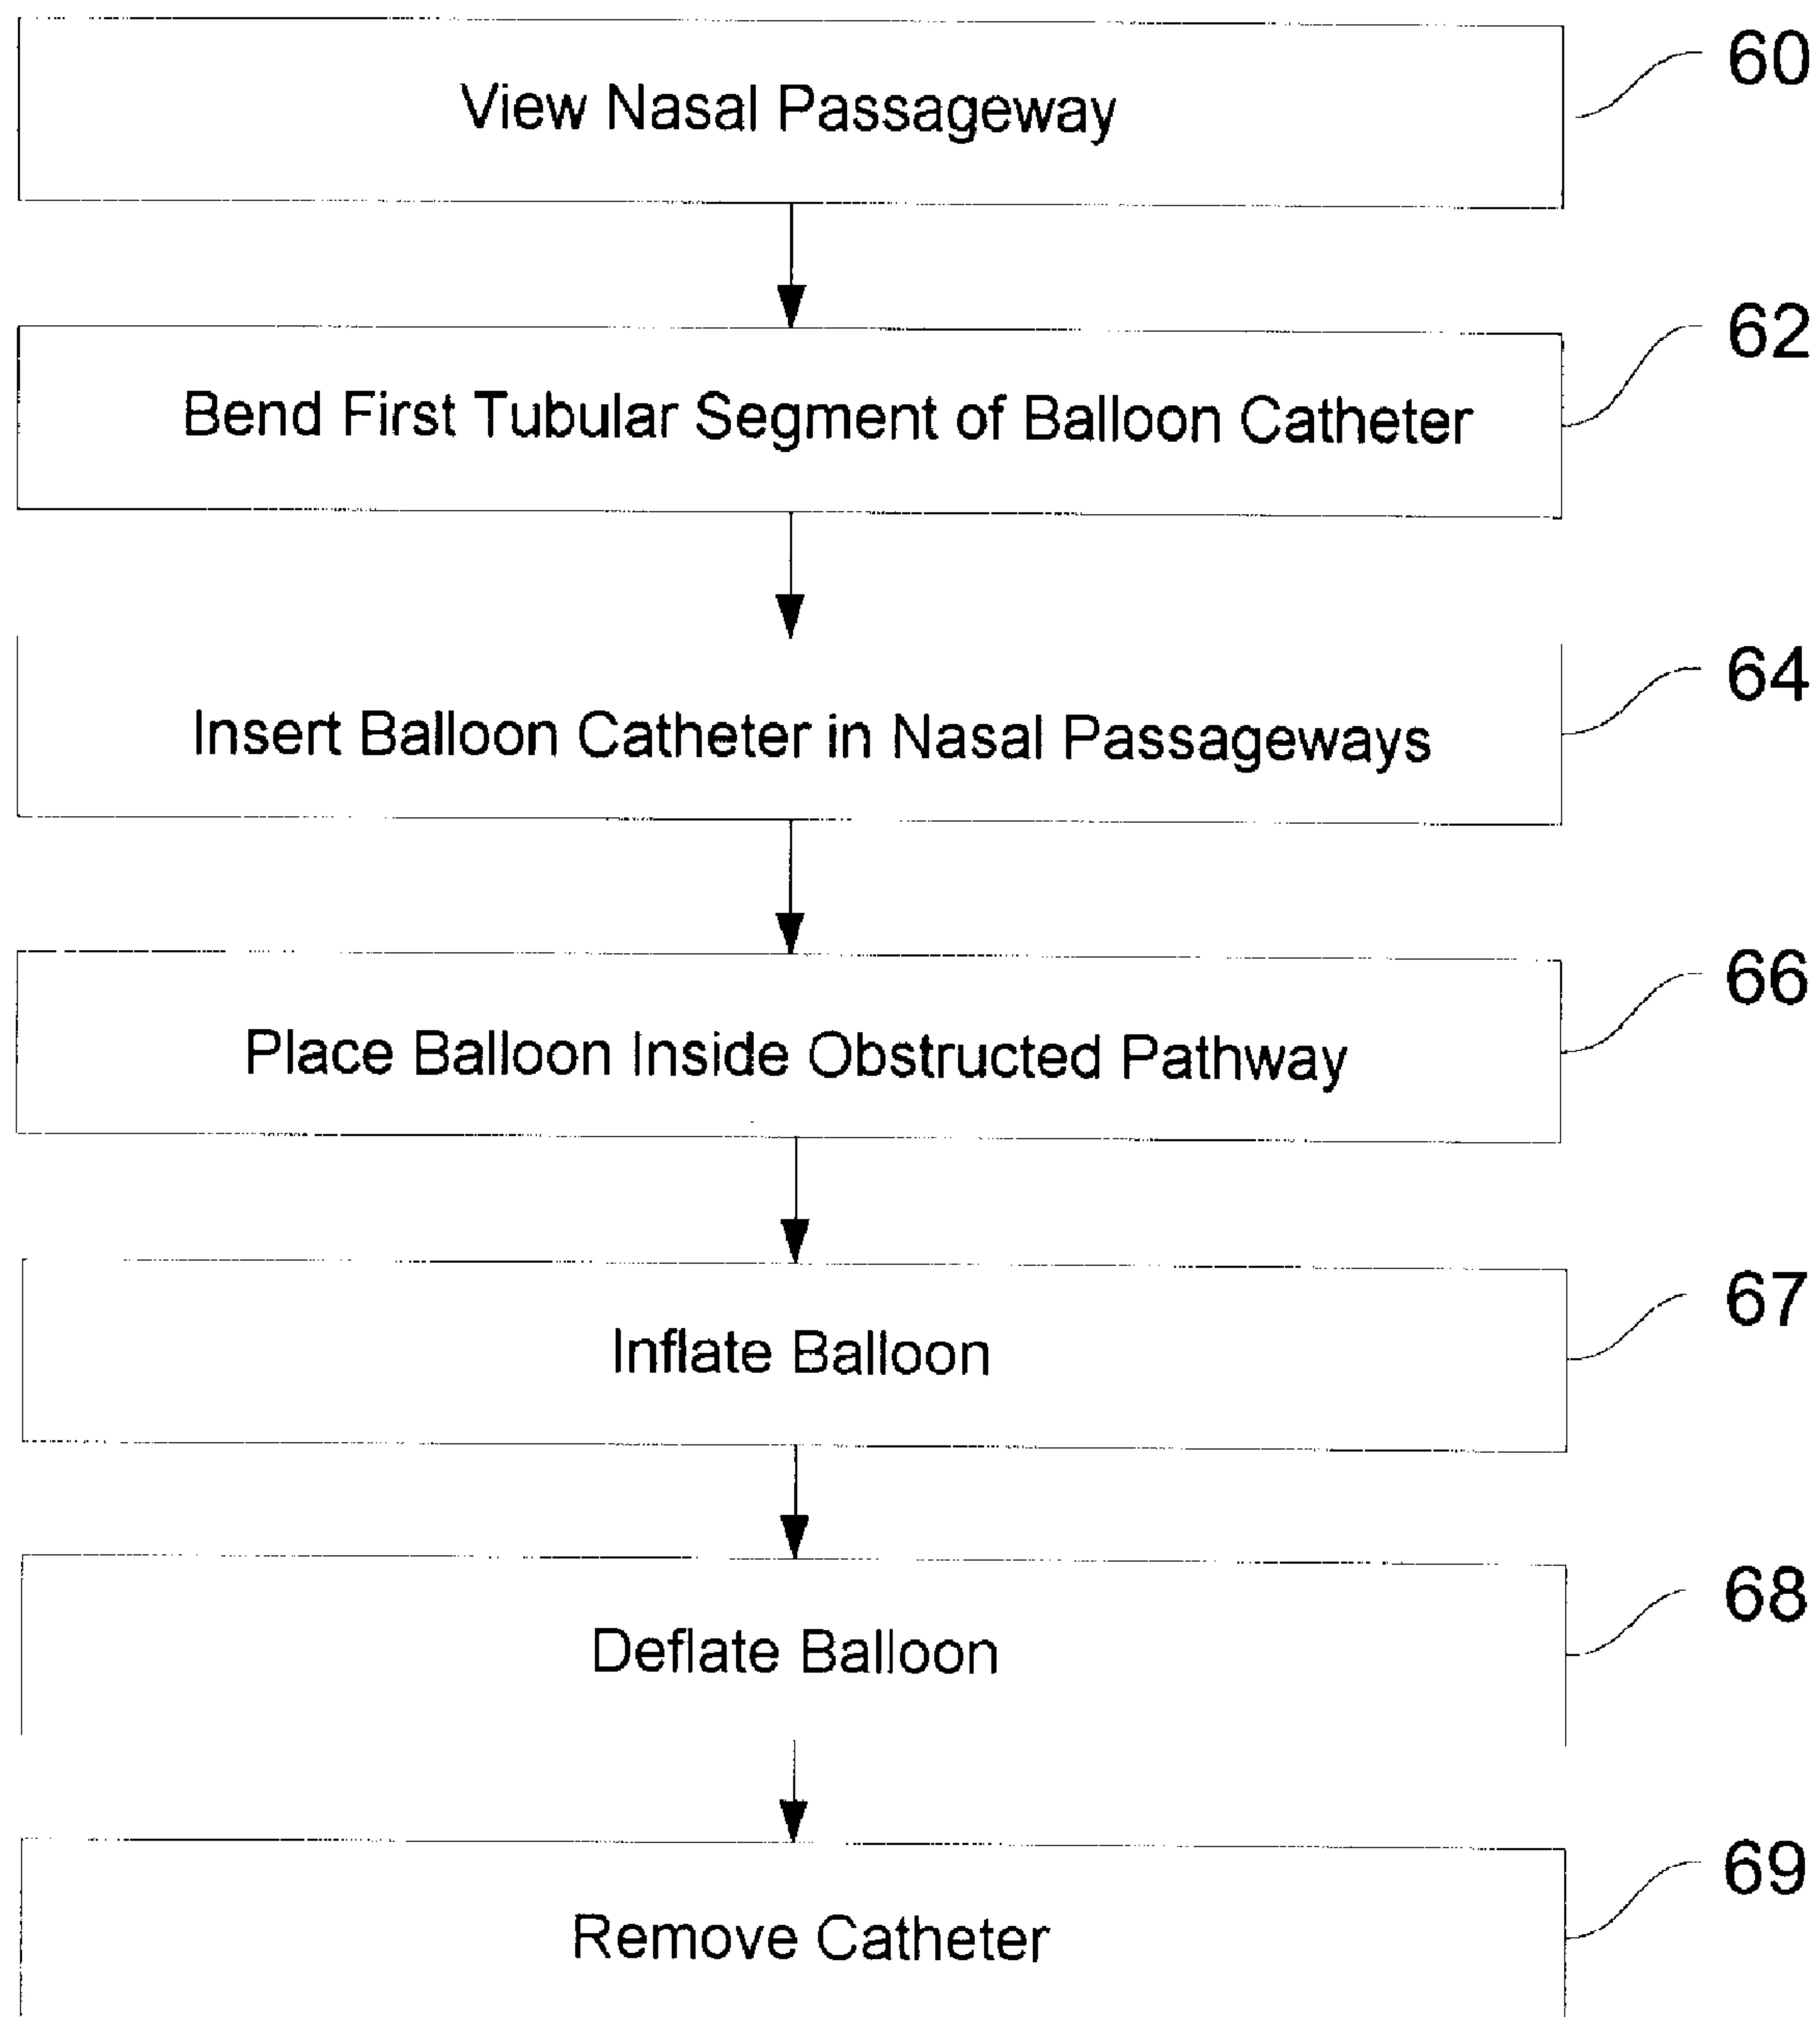 View Nasal Passageway
60
Bend First Tubular Segment of Balloon Catheter
62
Insert Balloon Catheter in Nasal Passageways
64
Place Balloon Inside Obstructed Pathway
66
Inflate Balloon
67
Deflate Balloon
68
Remove Catheter
69